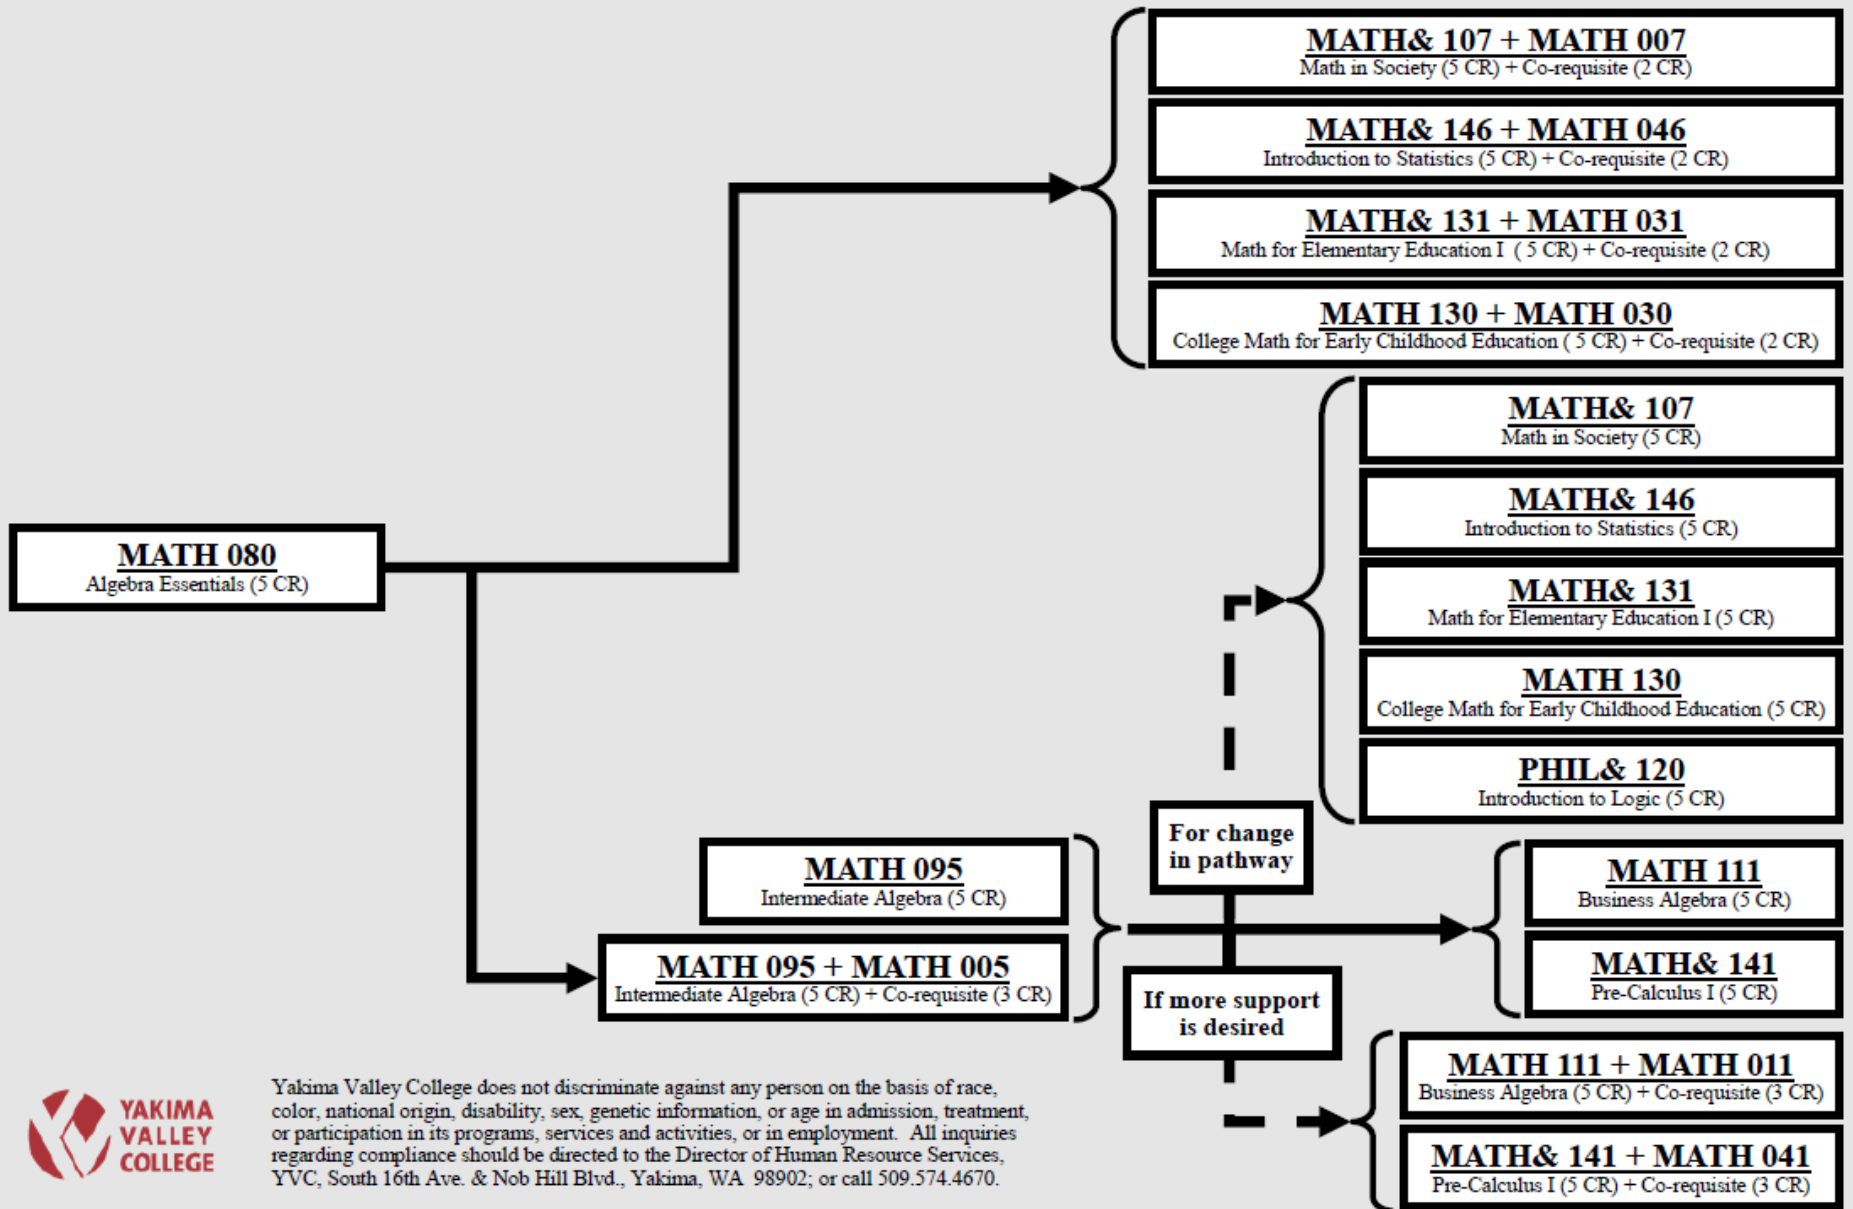 MATH& 107 + MATH 007
Math in Society (5 CR) + Co-requisite (2 CR)
MATH& 146 + MATH 046
Introduction to Statistics (5 CR) + Co-requisite (2 CR)
MATH& 131 + MATH 031
Math for Elementary Education I ( 5 CR) + Co-requisite (2 CR)
MATH 130 + MATH 030
College Math for Early Childhood Education ( 5 CR) + Co-requisite (2 CR)
MATH& 107
Math in Society (5 CR)
MATH& 146
Introduction to Statistics (5 CR)
MATH& 131
Math for Elementary Education I (5 CR)
MATH 130
College Math for Early Childhood Education (5 CR)
PHIL& 120
Introduction to Logic (5 CR)
MATH 080
Algebra Essentials (5 CR)
MATH 095
Intermediate Algebra (5 CR)
MATH 095 + MATH 005
Intermediate Algebra (5 CR) + Co-requisite (3 CR)
For change
in pathway
If more support
is desired
MATH 111
Business Algebra (5 CR)
MATH& 141
Pre-Calculus I (5 CR)
MATH 111 + MATH 011
Business Algebra (5 CR) + Co-requisite (3 CR)
MATH& 141 + MATH 041
Pre-Calculus I (5 CR) + Co-requisite (3 CR)
YAKIMA
VALLEY
COLLEGE
Yakima Valley College does not discriminate against any person on the basis of race,
color, national origin, disability, sex, genetic information, or age in admission, treatment,
or participation in its programs, services and activities, or in employment. All inquiries
regarding compliance should be directed to the Director of Human Resource Services,
YVC, South 16th Ave. & Nob Hill Blvd., Yakima, WA 98902; or call 509.574.4670.